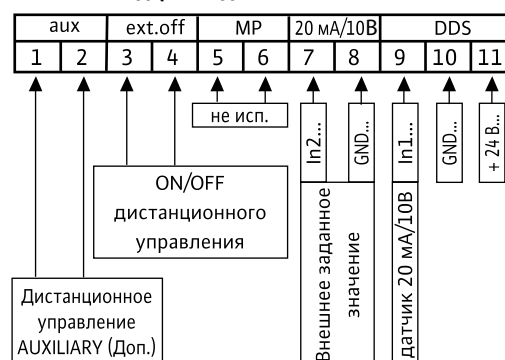 aux ext.off MP 20 мА/10В DDS
1 2 3 4 5 6 7 8 9 10 11
не исп.
In2...
GND...
In1...
GND...
+ 24 В...
ON/OFF
дистанционного
управления
Внешнее заданное
значение
датчик 20 мА/10В
Дистанционное
управление
AUXILIARY (Доп.)